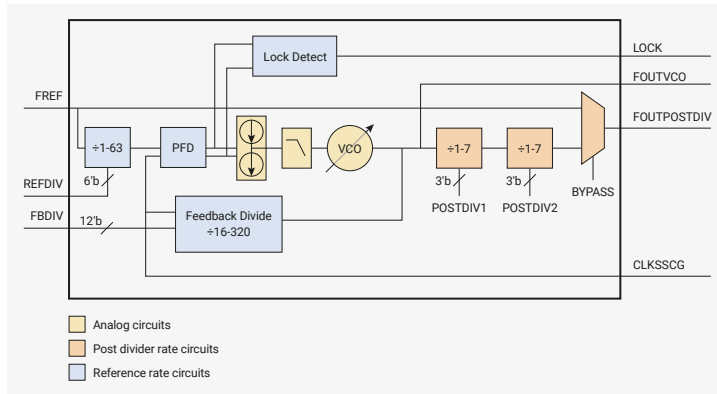 LOCK
Lock Detect
FOUTVCO
FREF
FOUTPOSTDIV
÷1-63
PFD
VCO
÷1-7
÷1-7
6'b
3'b
3'b
REFDIV
BYPASS
POSTDIV1
POSTDIV2
FBDIV
12'b
Feedback Divide
÷16-320
CLKSSCG
Analog circuits
Post divider rate circuits
Reference rate circuits